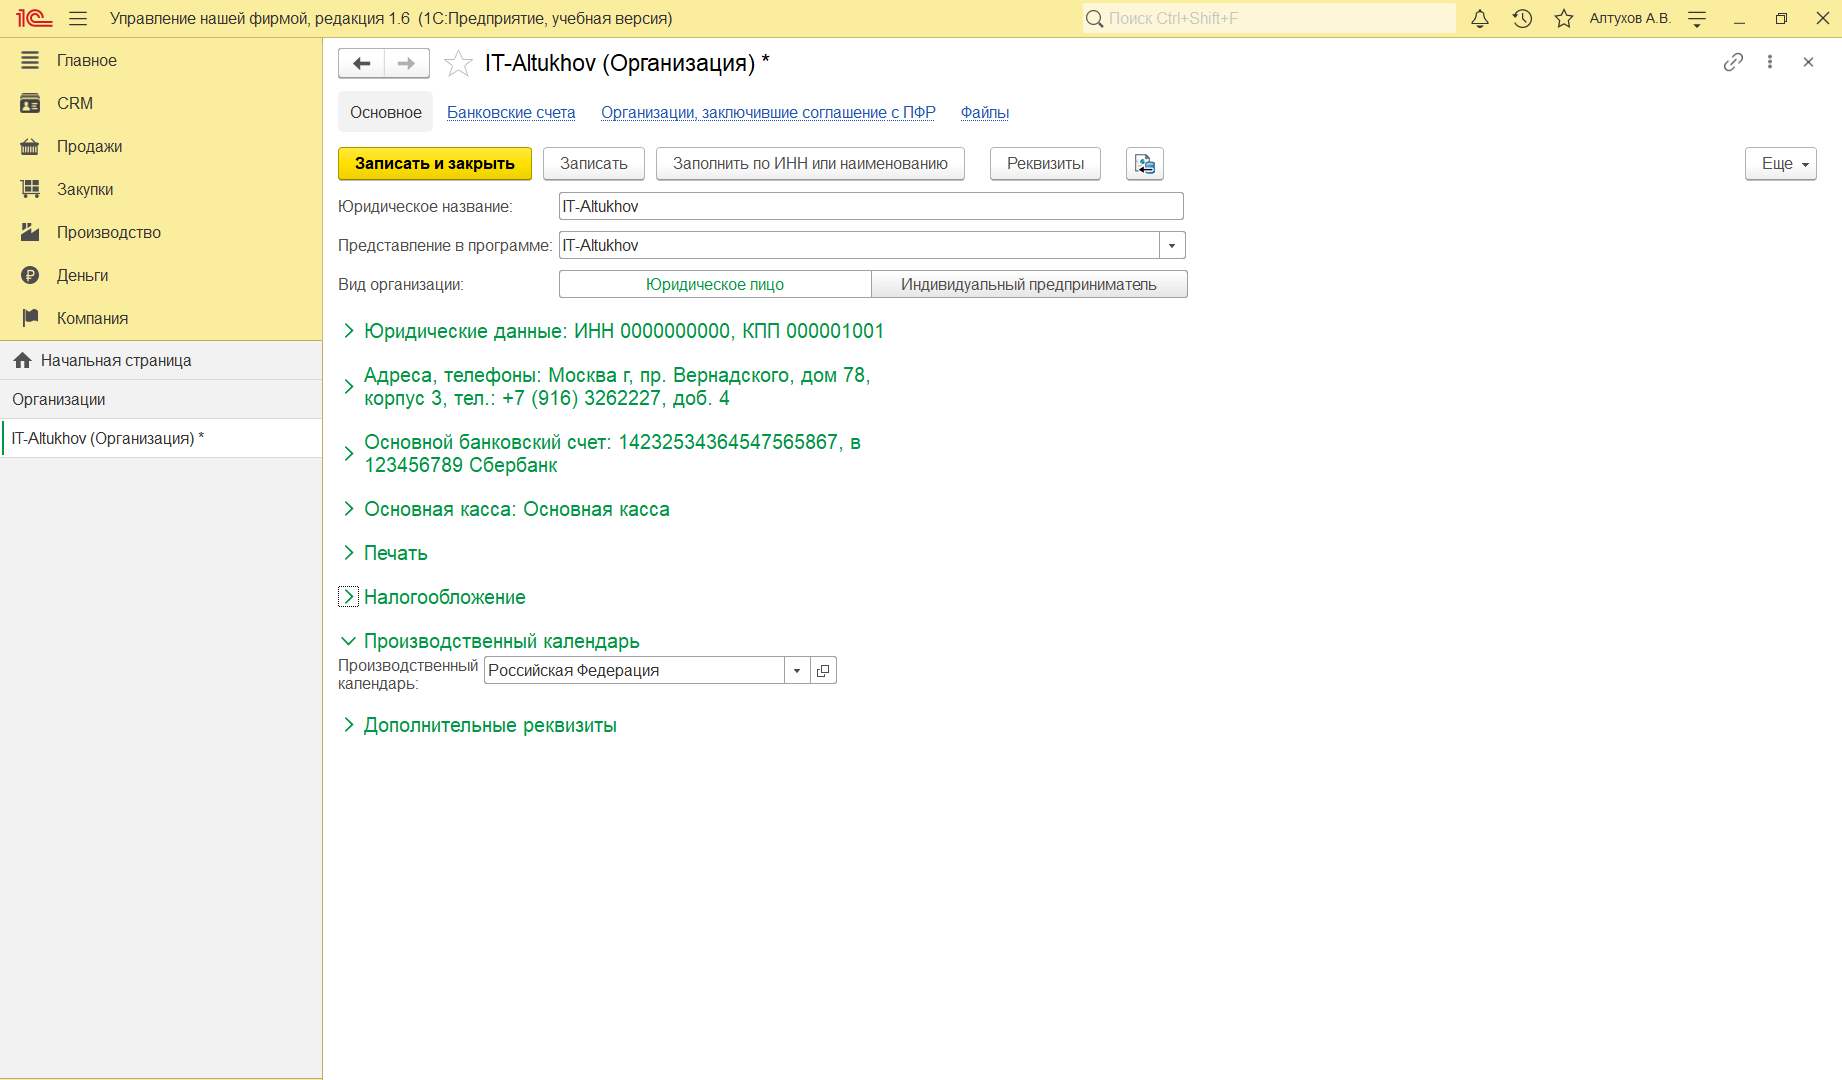 1С Управление нашей фирмой, редакция 1.6 (1С:Предприятие, учебная версия) Поиск Ctrl+Shift+F Алтухов А.В.
Главное
CRM
Продажи
Закупки
Производство
Деньги
Компания
Начальная страница
Организации
IT-Altukhov (Организация) *
IT-Altukhov (Организация) *
Основное Банковские счета Организации, заключившие соглашение с ПФР Файлы
Записать и закрыть Записать Заполнить по ИНН или наименованию Реквизиты Еще
Юридическое название: IT-Altukhov
Представление в программе: IT-Altukhov
Вид организации: Юридическое лицо Индивидуальный предприниматель
Юридические данные: ИНН 0000000000, КПП 000001001
Адреса, телефоны: Москва г, пр. Вернадского, дом 78,
корпус 3, тел.: +7 (916) 3262227, доб. 4
Основной банковский счет: 14232534364547565867, в
123456789 Сбербанк
Основная касса: Основная касса
Печать
Налогообложение
Производственный календарь
Производственный
календарь: Российская Федерация
Дополнительные реквизиты